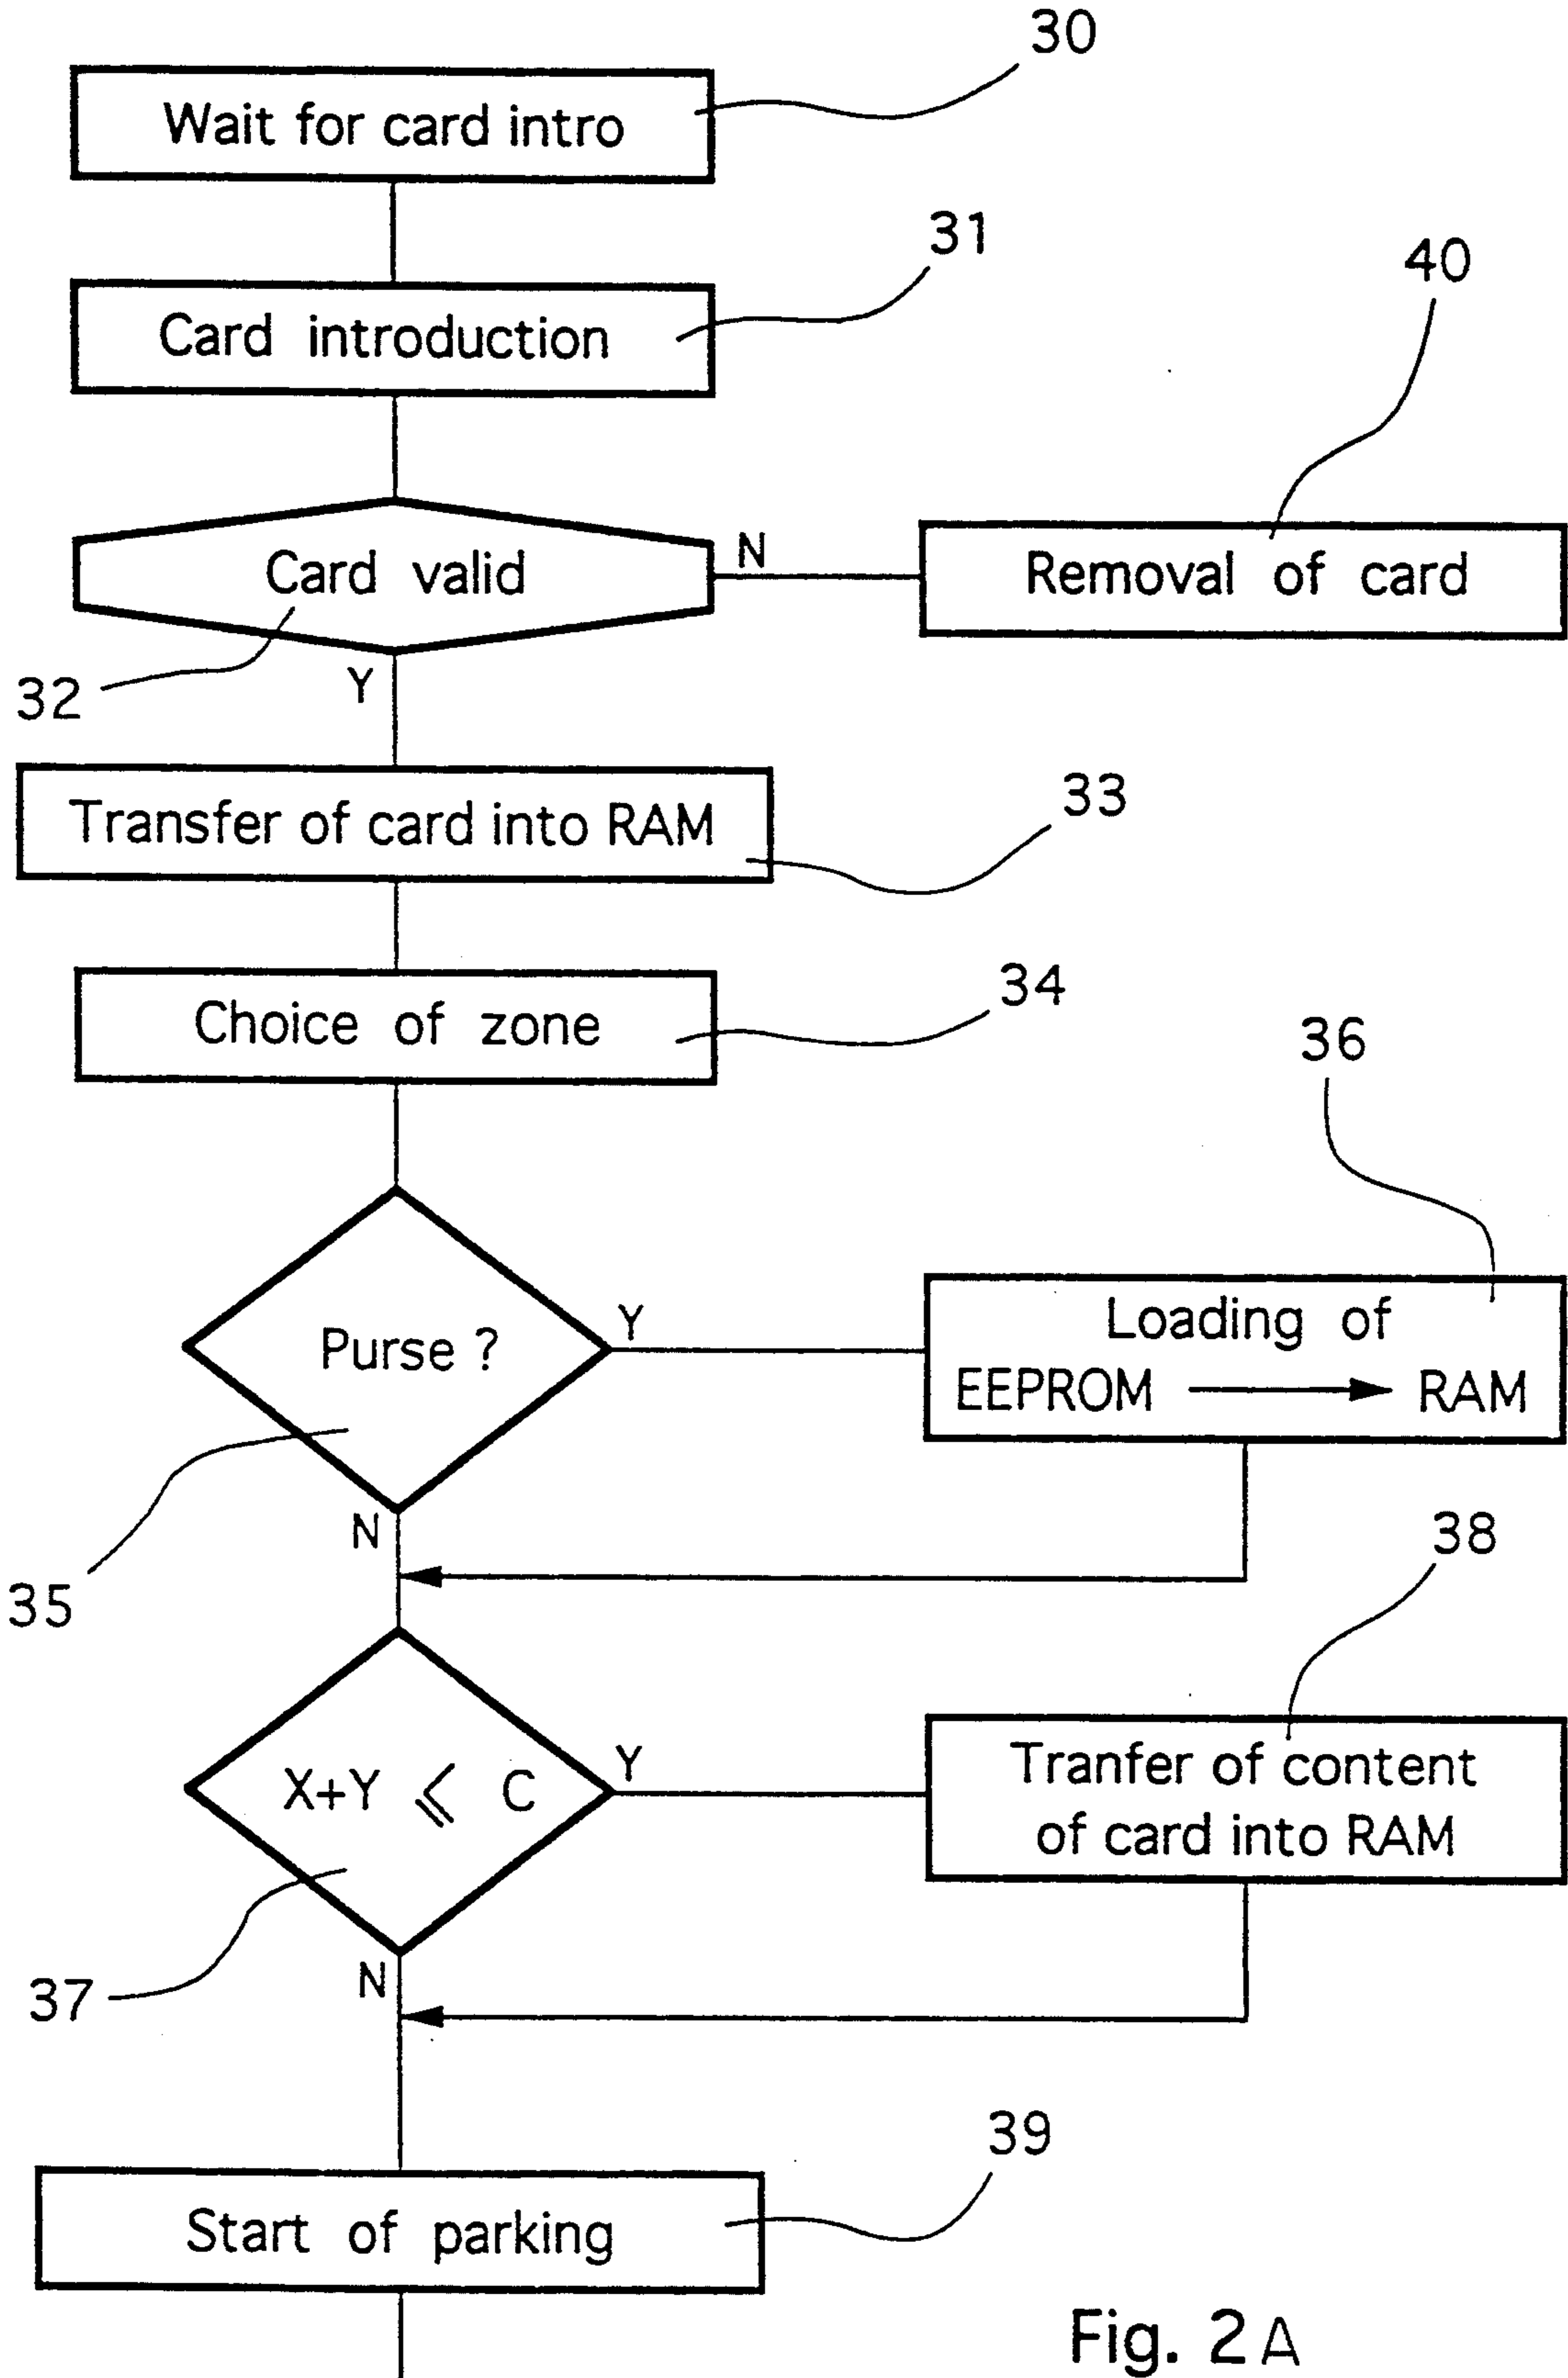 30
Wait for card intro
31
Card introduction
40
Card valid
N
Removal of card
32
Y
Transfer of card into RAM
33
Choice of zone
34
36
Purse ?
Y
Loading of
EEPROM → RAM
35
N
38
X+Y ⩽ C
Y
Tranfer of content
of card into RAM
37
N
39
Start of parking
Fig. 2A